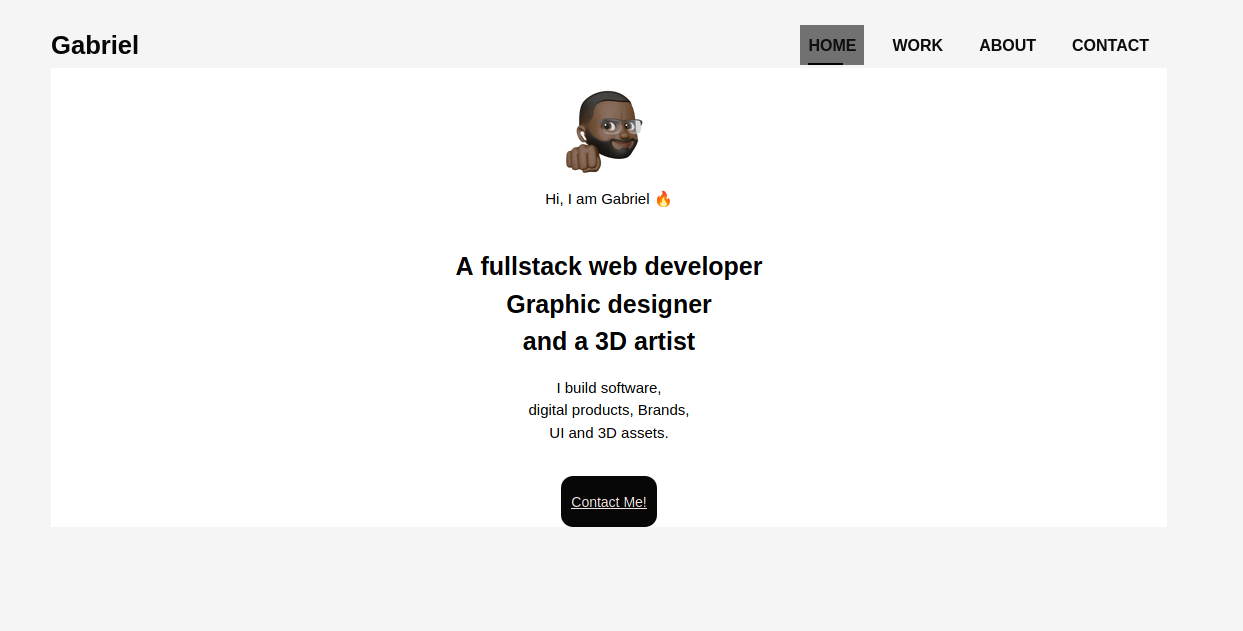 Gabriel
HOME WORK ABOUT CONTACT
Hi, I am Gabriel 🔥
A fullstack web developer
Graphic designer
and a 3D artist
I build software,
digital products, Brands,
UI and 3D assets.
Contact Me!